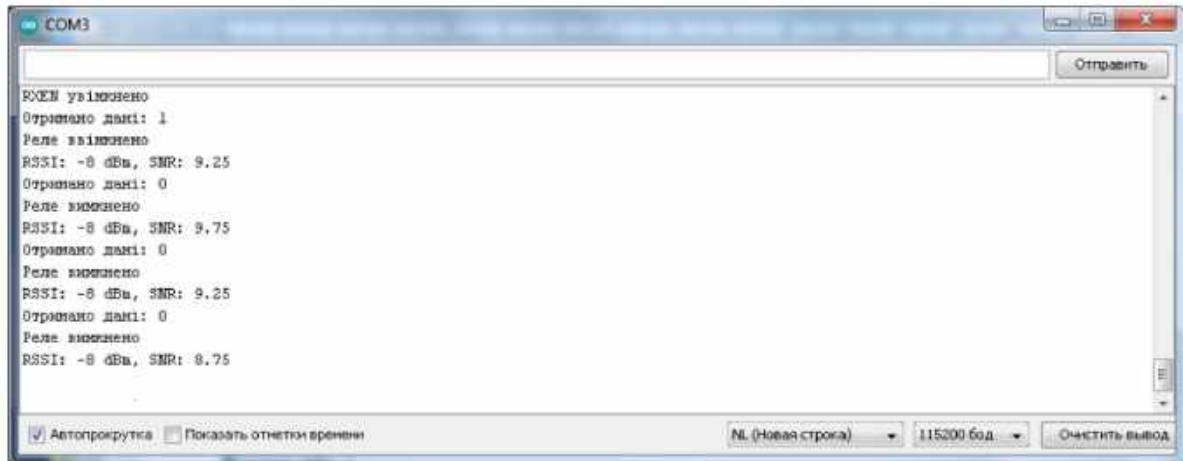 COM3
Отправить
RXEN увімкнено
Отримано дані: 1
Реле ввімкнено
RSSI: -8 dBm, SNR: 9.25
Отримано дані: 0
Реле вимкнено
RSSI: -8 dBm, SNR: 9.75
Отримано дані: 0
Реле вимкнено
RSSI: -8 dBm, SNR: 9.25
Отримано дані: 0
Реле вимкнено
RSSI: -8 dBm, SNR: 8.75
Автопрокрутка Показать отметки времени NL (Новая строка) 115200 бод Очистить вывод